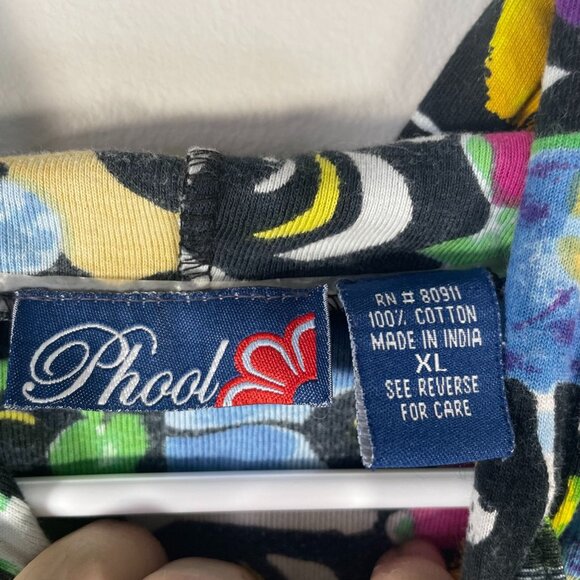 Phool
RN # 80911
100% COTTON
MADE IN INDIA
XL
SEE REVERSE
FOR CARE